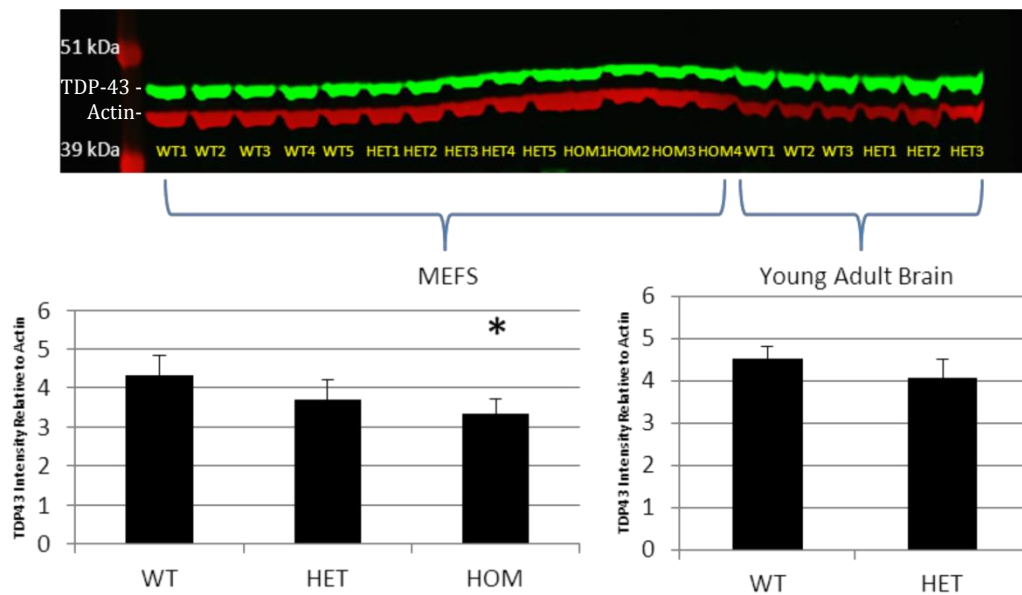 51 kDa
TDP-43 -
Actin-
39 kDa
WT1 WT2 WT3 WT4 WT5 HET1 HET2 HET3 HET4 HET5 HOM1 HOM2 HOM3 HOM4 WT1 WT2 WT3 HET1 HET2 HET3
MEFS
Young Adult Brain
TDP43 Intensity Relative to Actin
6
5
4
3
2
1
0
*
WT HET HOM
TDP43 Intensity Relative to Actin
6
5
4
3
2
1
0
WT HET